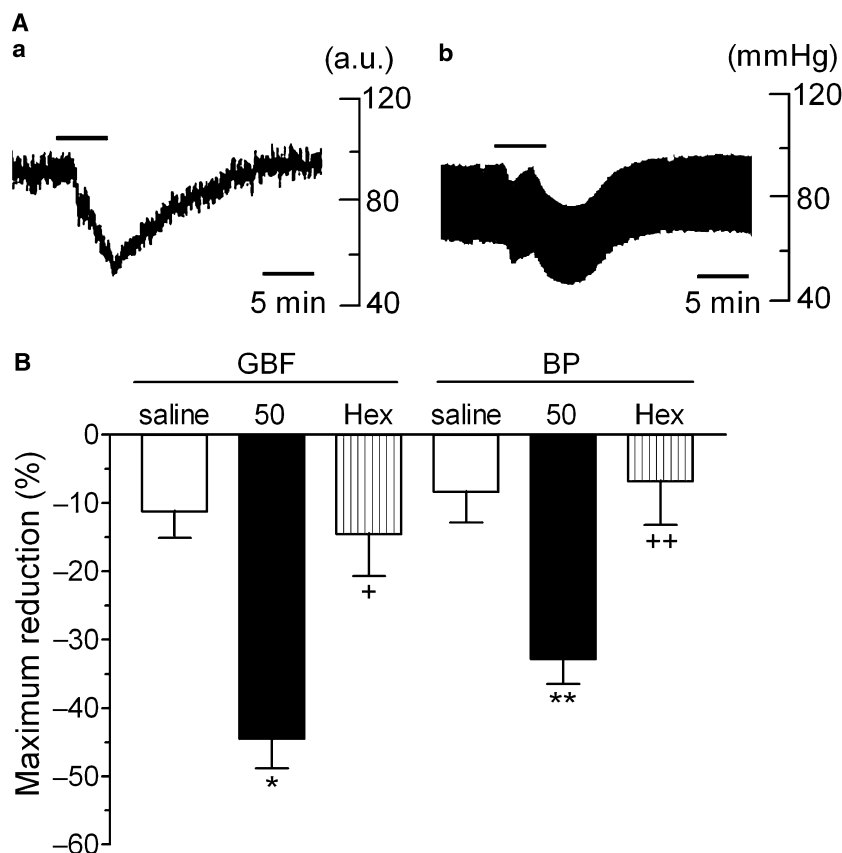 A
a
(a.u.)
120
80
40
5 min
b
(mmHg)
120
80
40
5 min
B
GBF
BP
saline
50
Hex
saline
50
Hex
Maximum reduction (%)
0
–10
–20
–30
–40
–50
–60
+
++
*
**